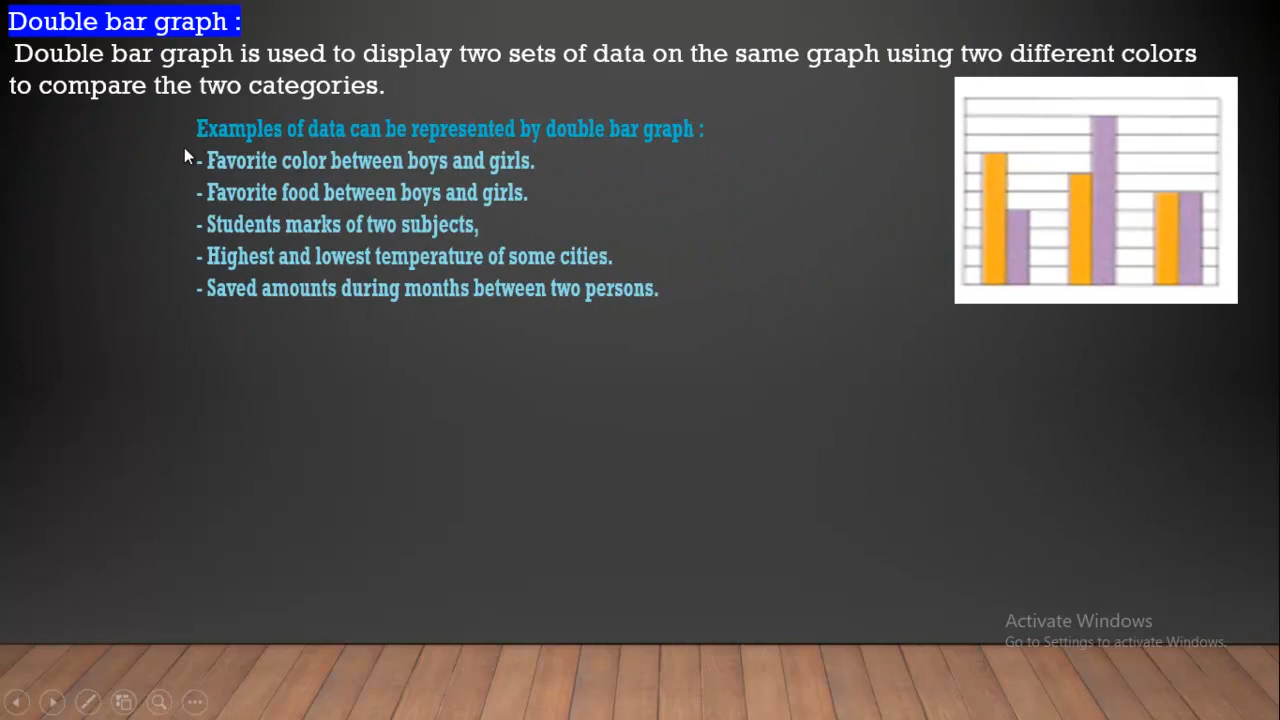 Double bar graph :
Double bar graph is used to display two sets of data on the same graph using two different colors
to compare the two categories.
Examples of data can be represented by double bar graph :
- Favorite color between boys and girls.
- Favorite food between boys and girls.
- Students marks of two subjects,
- Highest and lowest temperature of some cities.
- Saved amounts during months between two persons.
Activate Windows
Go to Settings to activate Windows.